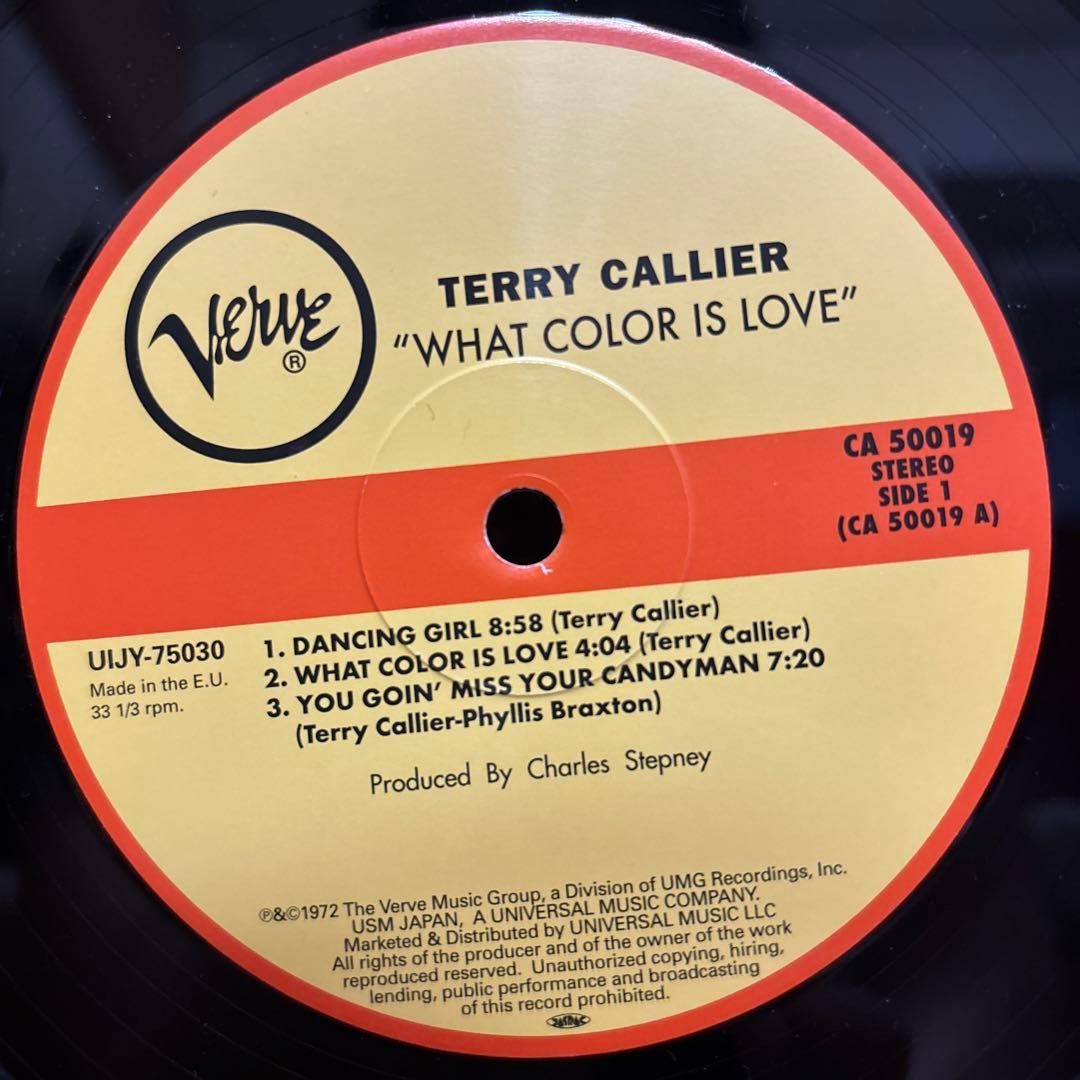 Verve
®
TERRY CALLIER
"WHAT COLOR IS LOVE"
CA 50019
STEREO
SIDE 1
(CA 50019 A)
UIJY-75030
Made in the E.U.
33 1/3 rpm.
1. DANCING GIRL 8:58 (Terry Callier)
2. WHAT COLOR IS LOVE 4:04 (Terry Callier)
3. YOU GOIN' MISS YOUR CANDYMAN 7:20
(Terry Callier-Phyllis Braxton)
Produced By Charles Stepney
℗&©1972 The Verve Music Group, a Division of UMG Recordings, Inc.
USM JAPAN, A UNIVERSAL MUSIC COMPANY.
Marketed & Distributed by UNIVERSAL MUSIC LLC
All rights of the producer and of the owner of the work
reproduced reserved. Unauthorized copying, hiring,
lending, public performance and broadcasting
of this record prohibited.
JASRAC